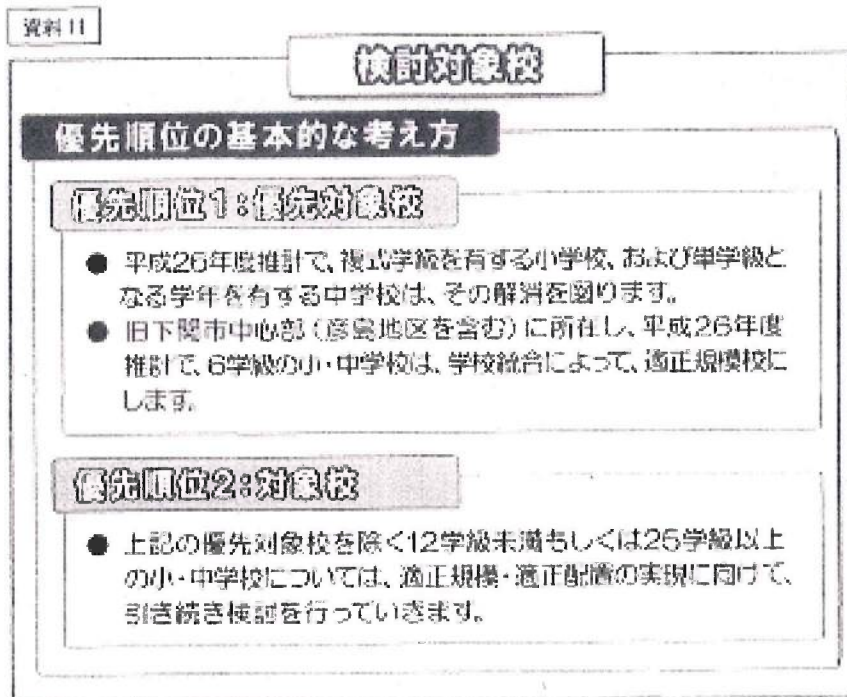 資料11
検討対象校
優先順位の基本的な考え方
優先順位1:優先対象校
● 平成26年度推計で、複式学級を有する小学校、および単学級と
なる学年を有する中学校は、その解消を図ります。
● 旧下関市中心部(彦島地区を含む)に所在し、平成26年度
推計で、6学級の小・中学校は、学校統合によって、適正規模校に
します。
優先順位2:対象校
● 上記の優先対象校を除く12学級未満もしくは25学級以上
の小・中学校については、適正規模・適正配置の実現に向けて、
引き続き検討を行っていきます。